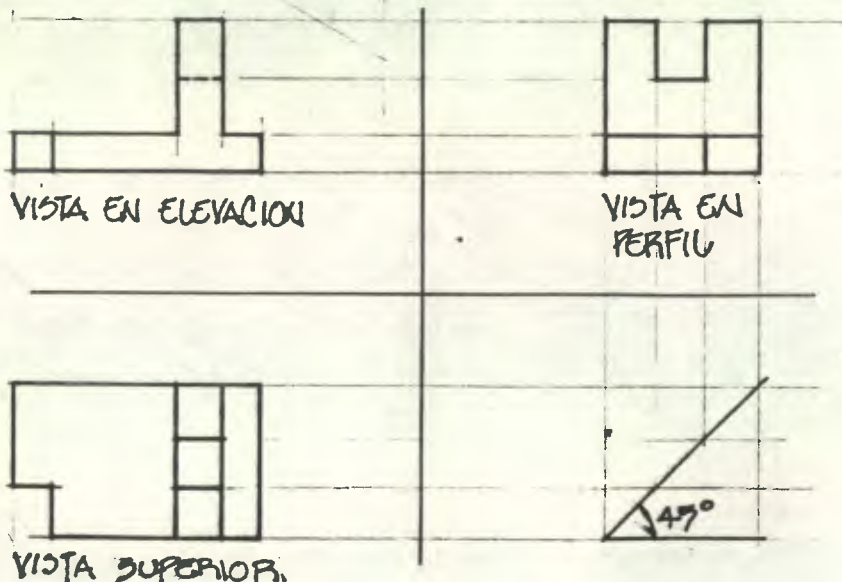 VISTA EN ELEVACION
VISTA EN
PERFIL
45°
VISTA SUPERIOR.